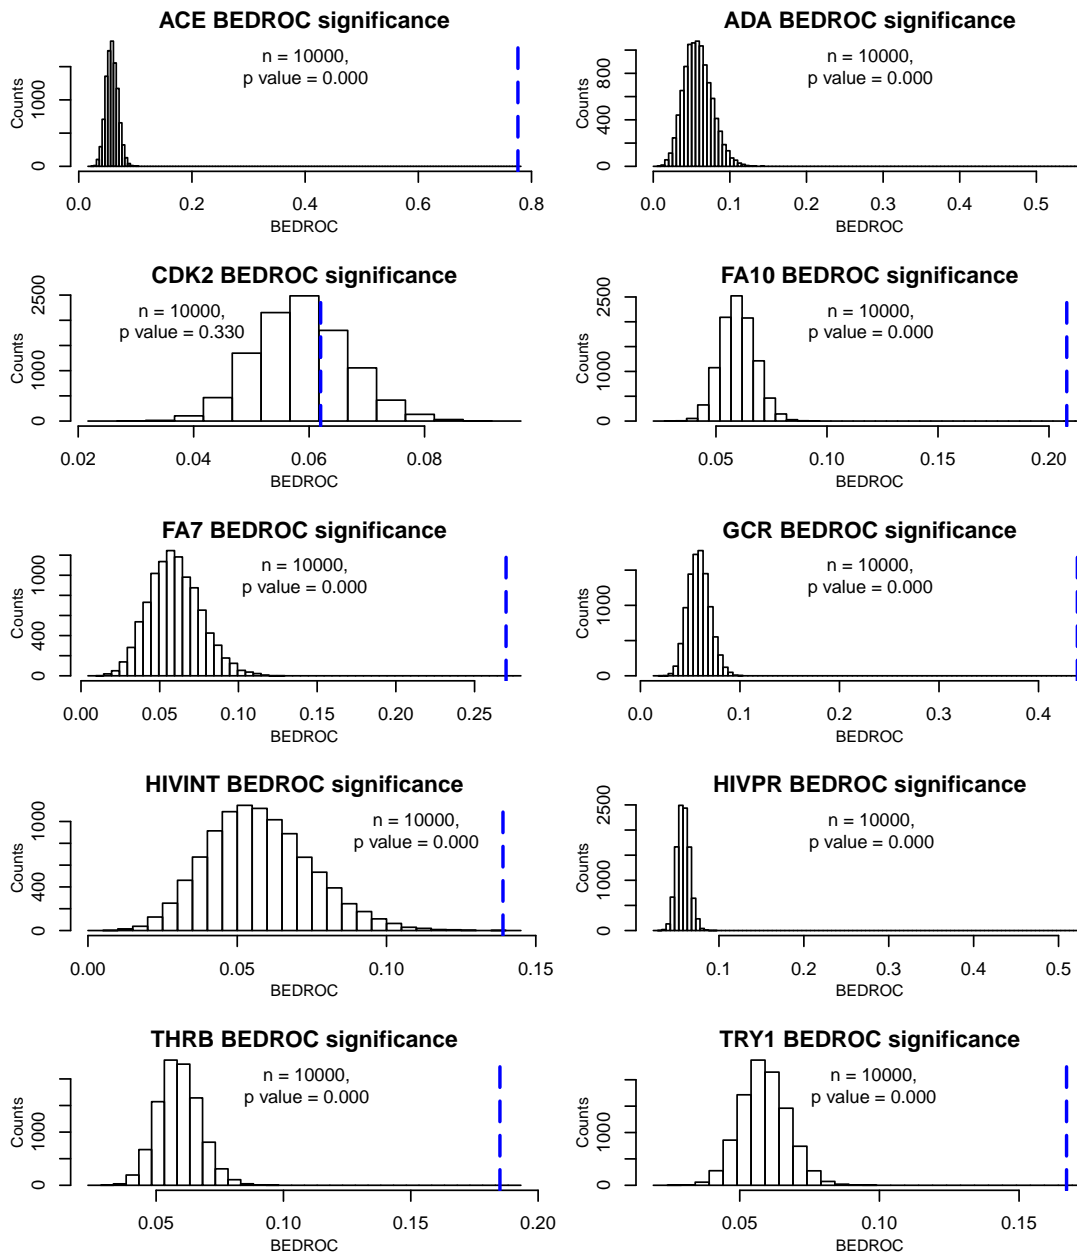 ACE BEDROC significance
n = 10000,
p value = 0.000
Counts
0 1000
0.0 0.2 0.4 0.6 0.8
BEDROC
ADA BEDROC significance
n = 10000,
p value = 0.000
Counts
0 400 800
0.0 0.1 0.2 0.3 0.4 0.5
BEDROC
CDK2 BEDROC significance
n = 10000,
p value = 0.330
Counts
0 1000 2500
0.02 0.04 0.06 0.08
BEDROC
FA10 BEDROC significance
n = 10000,
p value = 0.000
Counts
0 1000 2500
0.05 0.10 0.15 0.20
BEDROC
FA7 BEDROC significance
n = 10000,
p value = 0.000
Counts
0 400 1000
0.00 0.05 0.10 0.15 0.20 0.25
BEDROC
GCR BEDROC significance
n = 10000,
p value = 0.000
Counts
0 1000
0.0 0.1 0.2 0.3 0.4
BEDROC
HIVINT BEDROC significance
n = 10000,
p value = 0.000
Counts
0 400 1000
0.00 0.05 0.10 0.15
BEDROC
HIVPR BEDROC significance
n = 10000,
p value = 0.000
Counts
0 1000 2500
0.1 0.2 0.3 0.4 0.5
BEDROC
THRB BEDROC significance
n = 10000,
p value = 0.000
Counts
0 1000
0.05 0.10 0.15 0.20
BEDROC
TRY1 BEDROC significance
n = 10000,
p value = 0.000
Counts
0 1000
0.05 0.10 0.15
BEDROC